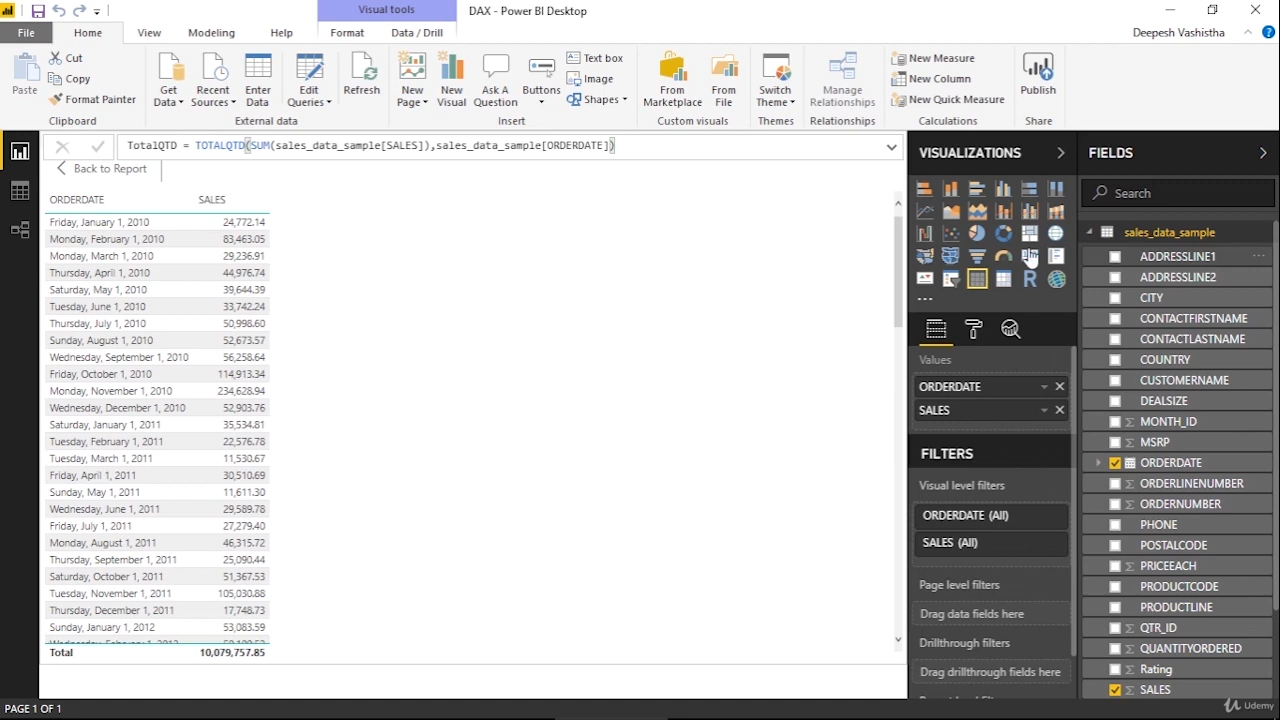 Visual tools
DAX - Power BI Desktop
File
Home
View
Modeling
Help
Format
Data / Drill
Deepesh Vashistha
Paste
Cut
Copy
Format Painter
Clipboard
Get Data
Recent Sources
Enter Data
Edit Queries
Refresh
External data
New Page
New Visual
Ask A Question
Buttons
Text box
Image
Shapes
Insert
From Marketplace
From File
Custom visuals
Switch Theme
Themes
Manage Relationships
Relationships
New Measure
New Column
New Quick Measure
Calculations
Publish
Share
TotalQTD = TOTALQTD(SUM(sales_data_sample[SALES]),sales_data_sample[ORDERDATE])
Back to Report
ORDERDATE SALES
Friday, January 1, 2010 24,772.14
Monday, February 1, 2010 83,463.05
Monday, March 1, 2010 29,236.91
Thursday, April 1, 2010 44,976.74
Saturday, May 1, 2010 39,644.39
Tuesday, June 1, 2010 33,742.24
Thursday, July 1, 2010 50,998.60
Sunday, August 1, 2010 52,673.57
Wednesday, September 1, 2010 56,258.64
Friday, October 1, 2010 114,913.34
Monday, November 1, 2010 234,628.94
Wednesday, December 1, 2010 52,903.76
Saturday, January 1, 2011 35,534.81
Tuesday, February 1, 2011 22,576.78
Tuesday, March 1, 2011 11,530.67
Friday, April 1, 2011 30,510.69
Sunday, May 1, 2011 11,611.30
Wednesday, June 1, 2011 29,589.78
Friday, July 1, 2011 27,279.40
Monday, August 1, 2011 46,315.72
Thursday, September 1, 2011 25,090.44
Saturday, October 1, 2011 51,367.53
Tuesday, November 1, 2011 105,030.88
Thursday, December 1, 2011 17,748.73
Sunday, January 1, 2012 53,083.59
Total 10,079,757.85
VISUALIZATIONS
R
Values
ORDERDATE
SALES
FILTERS
Visual level filters
ORDERDATE (All)
SALES (All)
Page level filters
Drag data fields here
Drillthrough filters
Drag drillthrough fields here
FIELDS
Search
sales_data_sample
ADDRESSLINE1
ADDRESSLINE2
CITY
CONTACTFIRSTNAME
CONTACTLASTNAME
COUNTRY
CUSTOMERNAME
DEALSIZE
MONTH_ID
MSRP
ORDERDATE
ORDERLINENUMBER
ORDERNUMBER
PHONE
POSTALCODE
PRICEEACH
PRODUCTCODE
PRODUCTLINE
QTR_ID
QUANTITYORDERED
Rating
SALES
PAGE 1 OF 1
Udemy